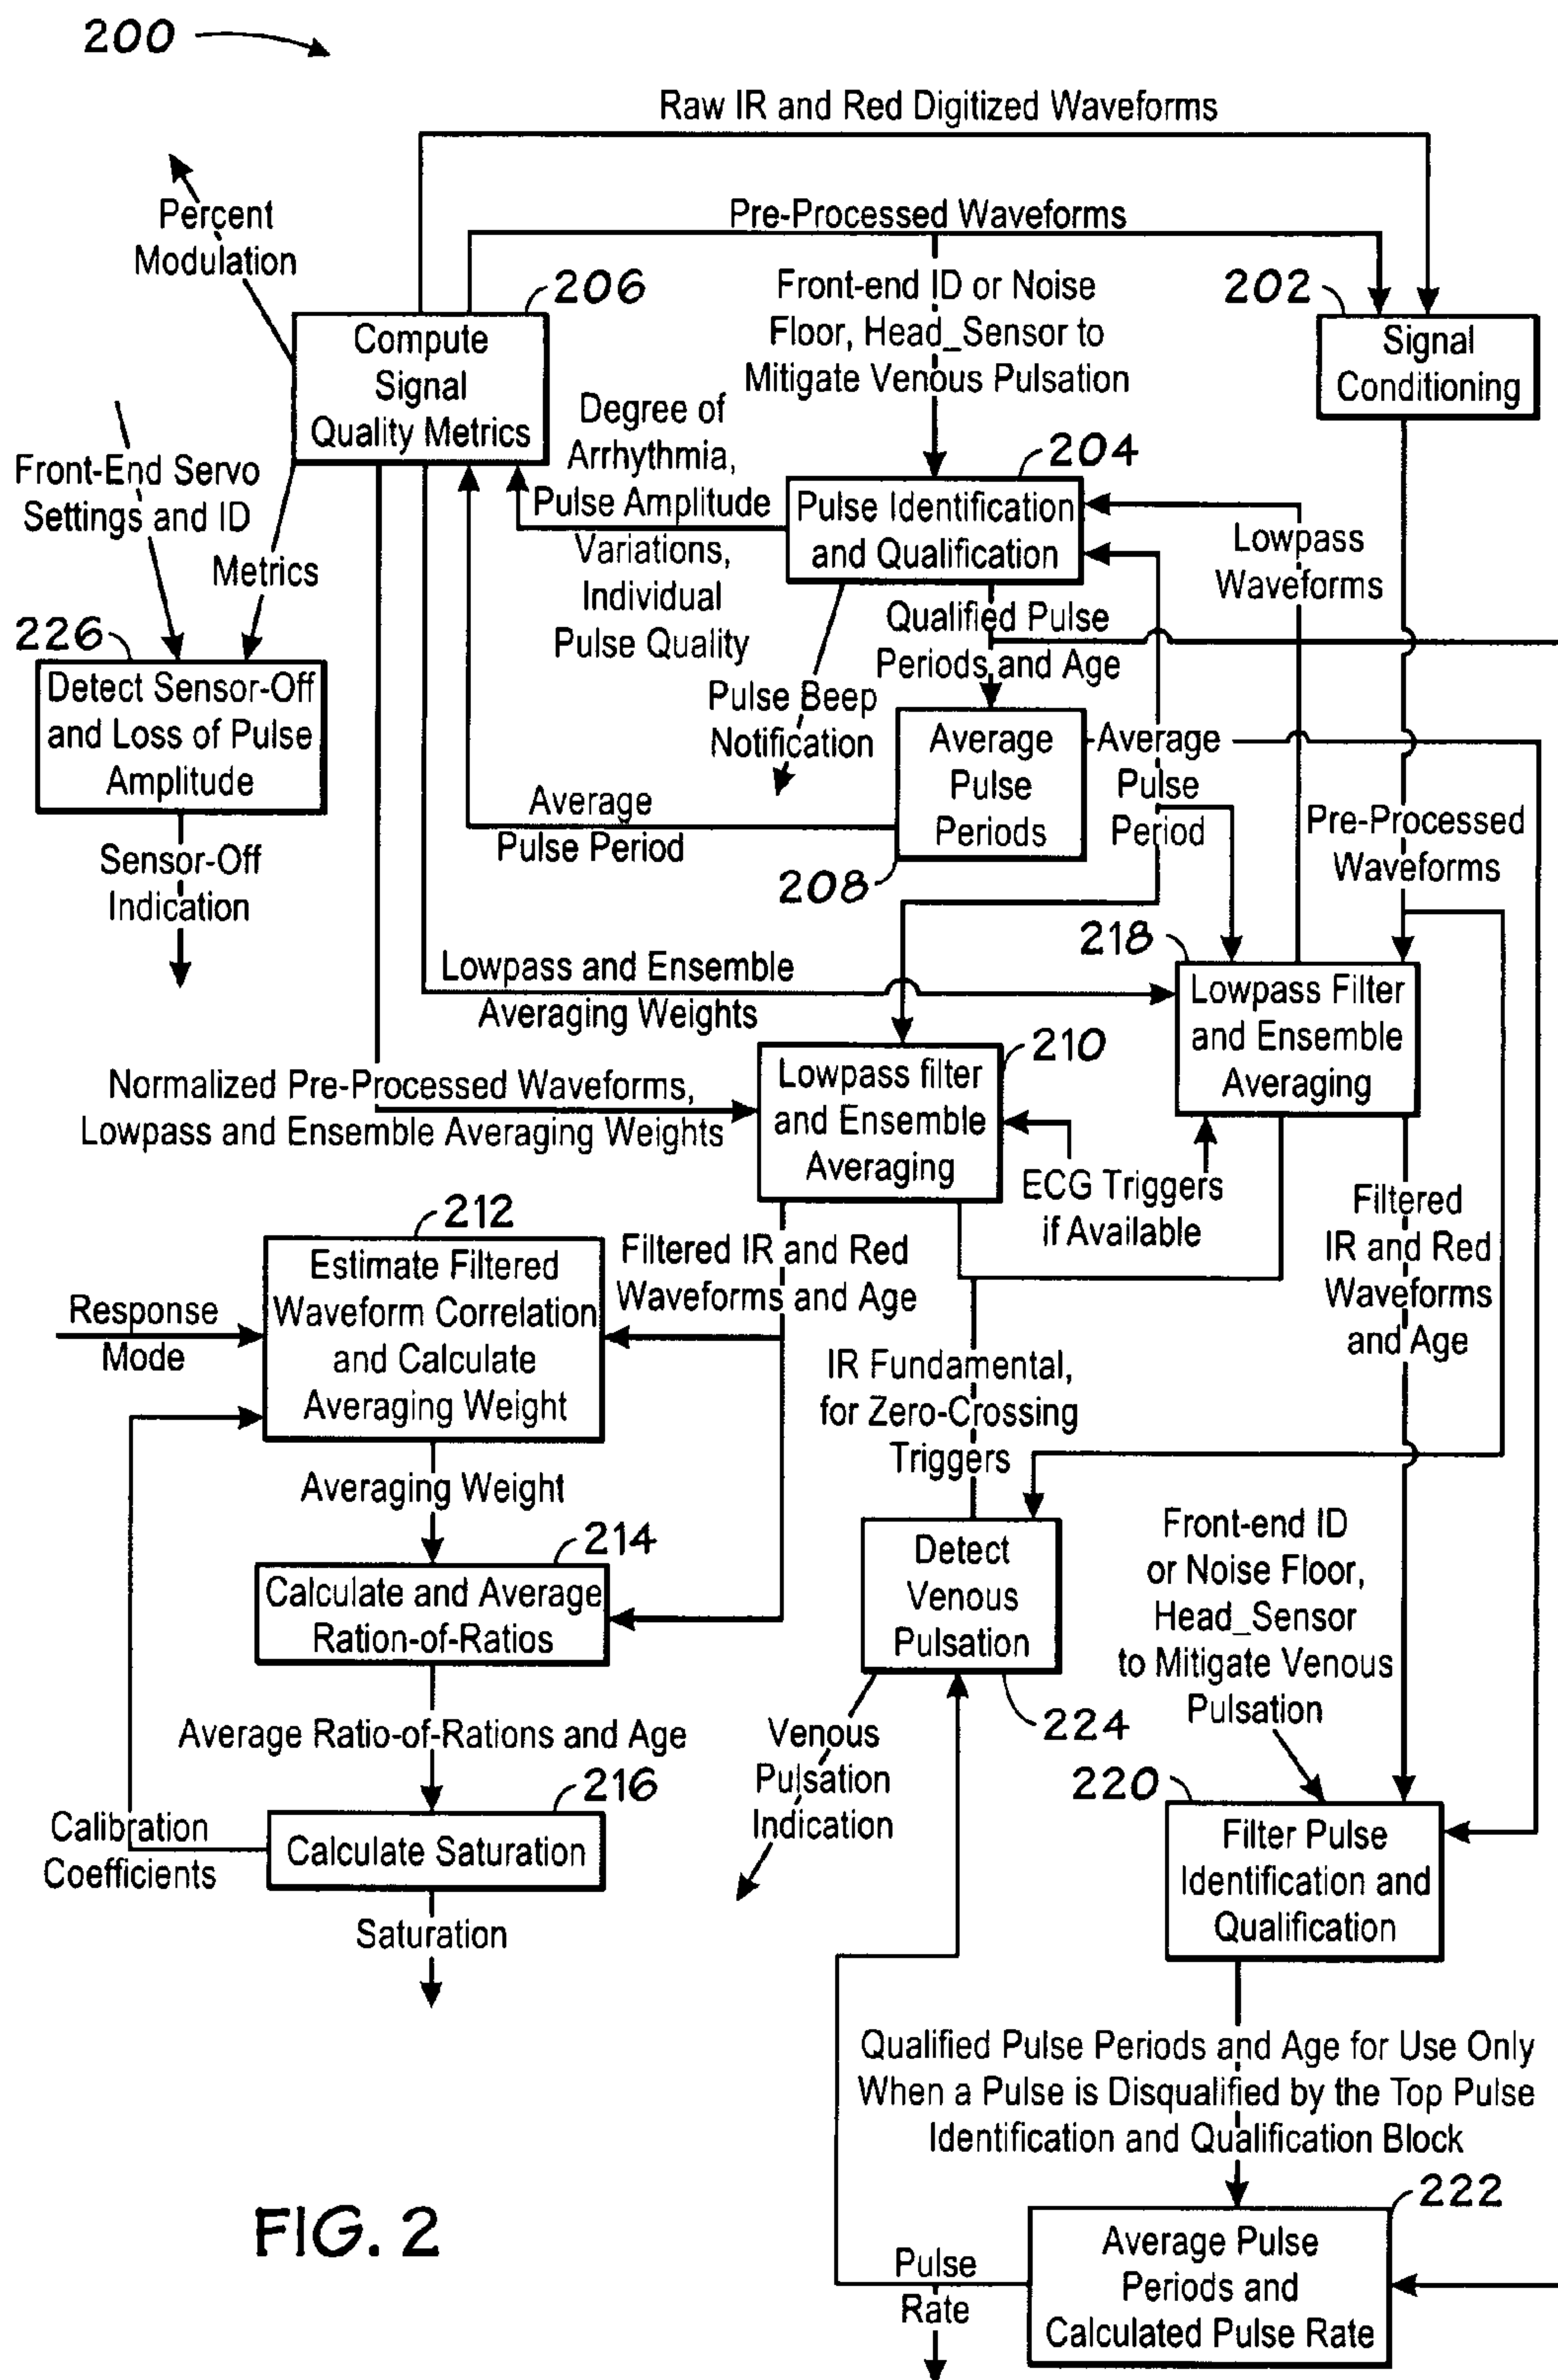 200
Raw IR and Red Digitized Waveforms
Percent
Modulation
Pre-Processed Waveforms
206
Compute
Signal
Quality Metrics
Front-end ID or Noise
Floor, Head_Sensor to
Mitigate Venous Pulsation
202
Signal
Conditioning
Front-End Servo
Settings and ID
Metrics
Degree of
Arrhythmia,
Pulse Amplitude
Variations,
Individual
Pulse Quality
204
Pulse Identification
and Qualification
Lowpass
Waveforms
226
Detect Sensor-Off
and Loss of Pulse
Amplitude
Sensor-Off
Indication
Pulse Beep
Notification
Qualified Pulse
Periods and Age
Average
Pulse
Periods
208
Average
Pulse Period
Average
Pulse
Period
Pre-Processed
Waveforms
218
Lowpass Filter
and Ensemble
Averaging
Lowpass and Ensemble
Averaging Weights
210
Lowpass filter
and Ensemble
Averaging
Normalized Pre-Processed Waveforms,
Lowpass and Ensemble Averaging Weights
ECG Triggers
if Available
212
Estimate Filtered
Waveform Correlation
and Calculate
Averaging Weight
Response
Mode
Filtered IR and Red
Waveforms and Age
Filtered
IR and Red
Waveforms
and Age
IR Fundamental,
for Zero-Crossing
Triggers
Averaging Weight
214
Calculate and Average
Ration-of-Ratios
Detect
Venous
Pulsation
224
Front-end ID
or Noise Floor,
Head_Sensor
to Mitigate Venous
Pulsation
Average Ratio-of-Rations and Age
216
Calculate Saturation
Calibration
Coefficients
Saturation
Venous
Pulsation
Indication
220
Filter Pulse
Identification and
Qualification
Qualified Pulse Periods and Age for Use Only
When a Pulse is Disqualified by the Top Pulse
Identification and Qualification Block
222
Average Pulse
Periods and
Calculated Pulse Rate
Pulse
Rate
FIG. 2